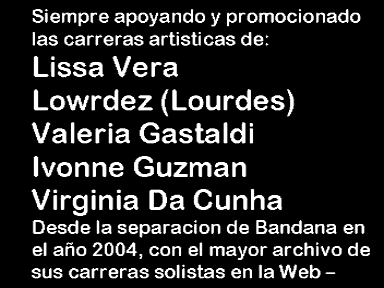 Siempre apoyando y promocionado
las carreras artisticas de:
Lissa Vera
Lowrdez (Lourdes)
Valeria Gastaldi
Ivonne Guzman
Virginia Da Cunha
Desde la separacion de Bandana en
el año 2004, con el mayor archivo de
sus carreras solistas en la Web –